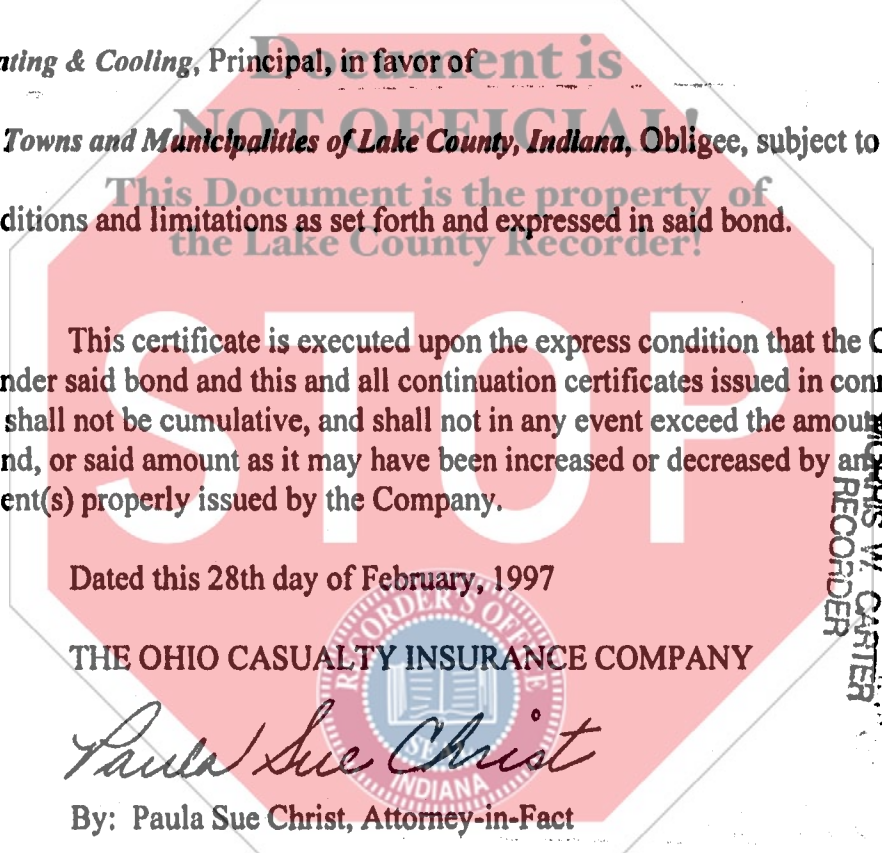 Document is
ating & Cooling, Principal, in favor of
NOT OFFICIAL!
Towns and Municipalities of Lake County, Indiana, Obligee, subject to
This Document is the property of
ditions and limitations as set forth and expressed in said bond.
the Lake County Recorder!
STOP
This certificate is executed upon the express condition that the C
nder said bond and this and all continuation certificates issued in con
shall not be cumulative, and shall not in any event exceed the amount
nd, or said amount as it may have been increased or decreased by an
ent(s) properly issued by the Company.
W. CARTER
RECORDER
Dated this 28th day of February, 1997
RECORDER'S OFFICE
THE OHIO CASUALTY INSURANCE COMPANY
SEAL
Paula Sue Christ
INDIANA
By: Paula Sue Christ, Attorney-in-Fact